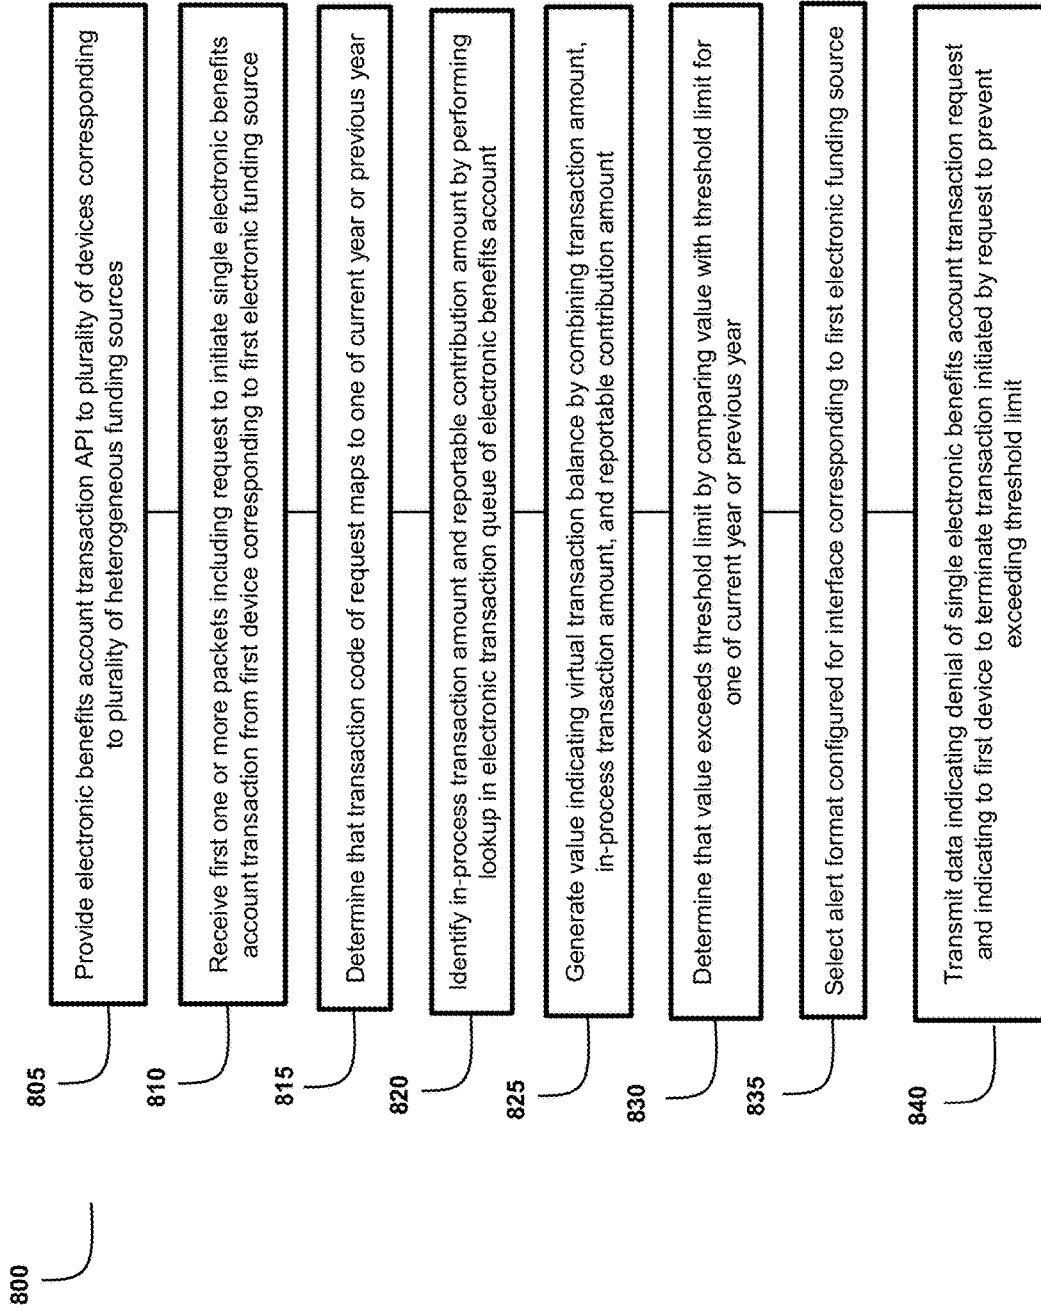 800
805
Provide electronic benefits account transaction API to plurality of devices corresponding
to plurality of heterogeneous funding sources
810
Receive first one or more packets including request to initiate single electronic benefits
account transaction from first device corresponding to first electronic funding source
815
Determine that transaction code of request maps to one of current year or previous year
820
Identify in-process transaction amount and reportable contribution amount by performing
lookup in electronic transaction queue of electronic benefits account
825
Generate value indicating virtual transaction balance by combining transaction amount,
in-process transaction amount, and reportable contribution amount
830
Determine that value exceeds threshold limit by comparing value with threshold limit for
one of current year or previous year
835
Select alert format configured for interface corresponding to first electronic funding source
840
Transmit data indicating denial of single electronic benefits account transaction request
and indicating to first device to terminate transaction initiated by request to prevent
exceeding threshold limit